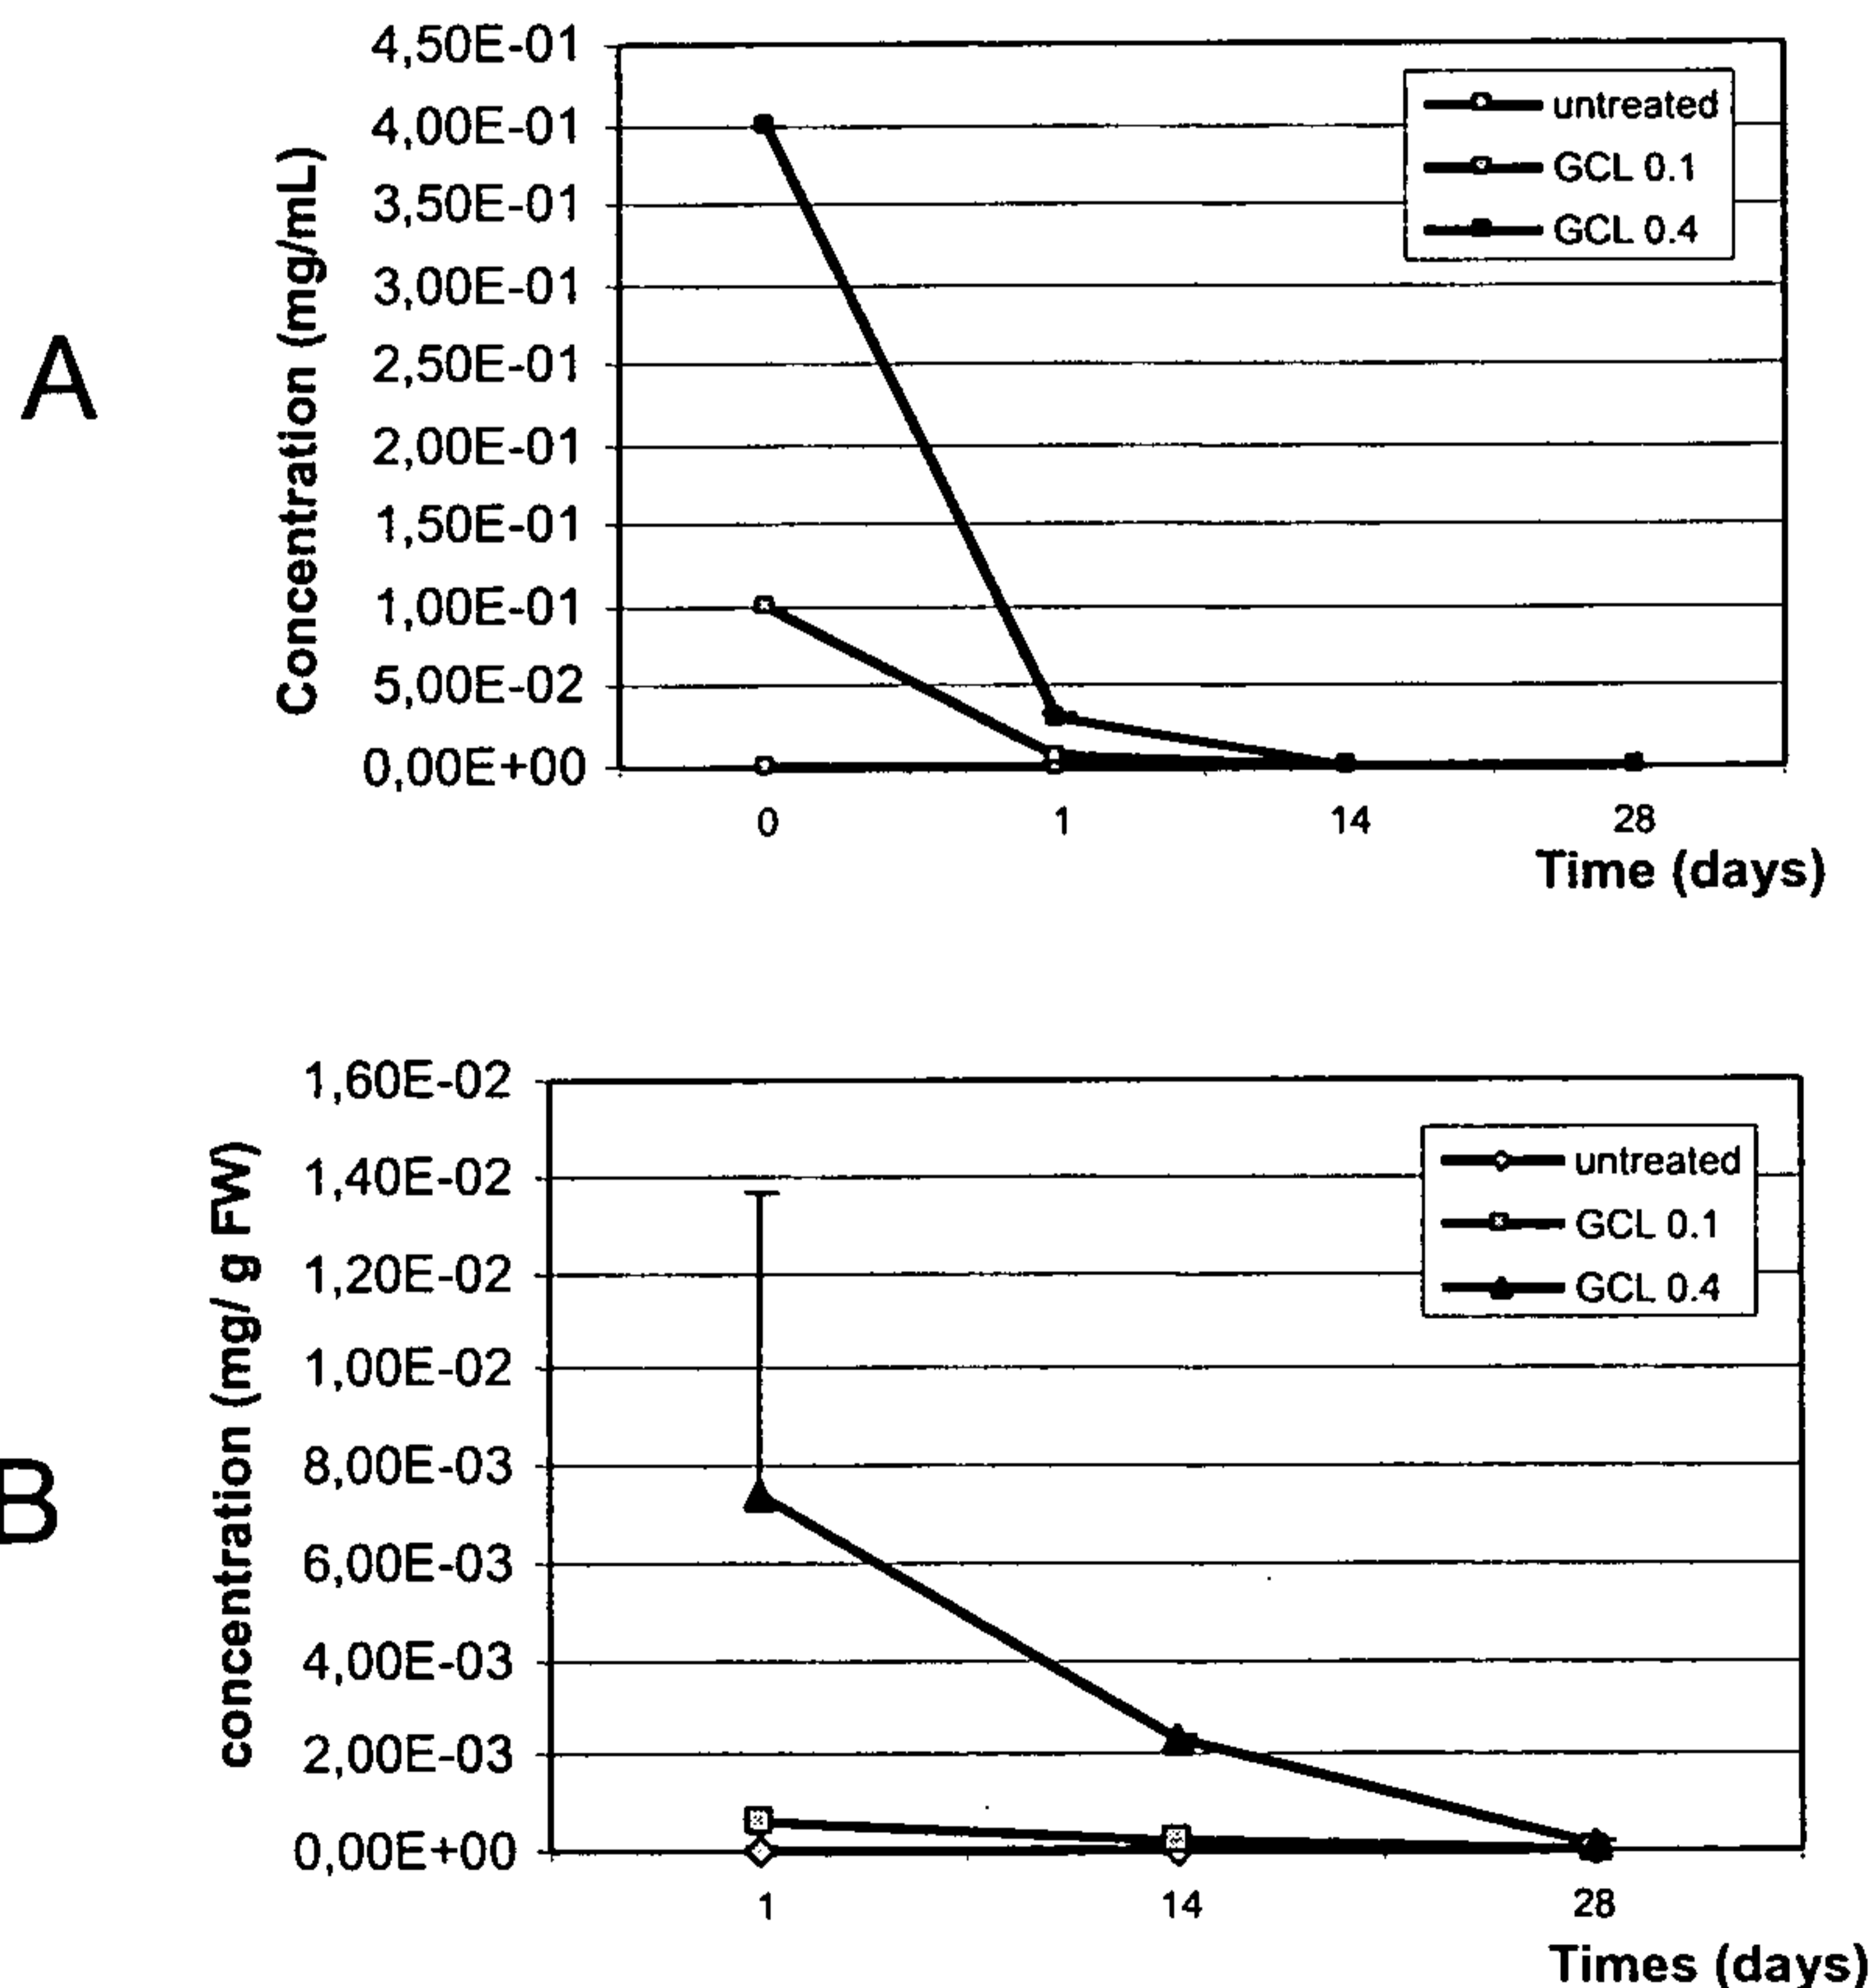 A
Concentration (mg/mL)
4,50E-01
4,00E-01
3,50E-01
3,00E-01
2,50E-01
2,00E-01
1,50E-01
1,00E-01
5,00E-02
0,00E+00
untreated
GCL 0.1
GCL 0.4
0 1 14 28
Time (days)
B
concentration (mg/ g FW)
1,60E-02
1,40E-02
1,20E-02
1,00E-02
8,00E-03
6,00E-03
4,00E-03
2,00E-03
0,00E+00
untreated
GCL 0.1
GCL 0.4
1 14 28
Times (days)